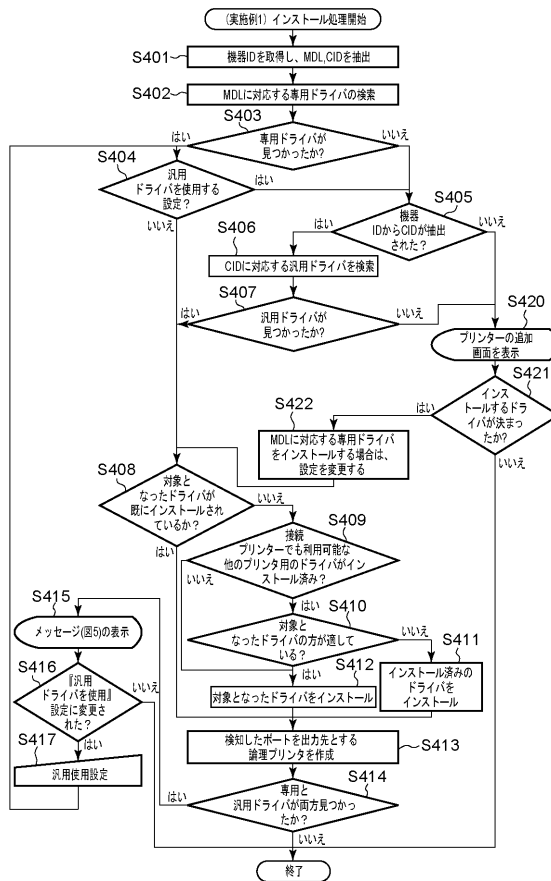 (実施例1) インストール処理開始
S401
機器IDを取得し、MDL,CIDを抽出
S402
MDLに対応する専用ドライバの検索
S403
はい
専用ドライバが
見つかったか?
いいえ
S404
汎用
ドライバを使用する
設定?
はい
いいえ
S405
機器
IDからCIDが抽出
された?
はい
いいえ
S406
CIDに対応する汎用ドライバを検索
S407
はい
汎用ドライバが
見つかったか?
いいえ
S420
プリンターの追加
画面を表示
S421
インス
トールするドラ
イバが決まっ
たか?
はい
いいえ
S422
MDLに対応する専用ドライバ
をインストールする場合は、
設定を変更する
S408
対象と
なったドライバが
既にインストールされ
ているか?
いいえ
はい
S409
接続
プリンターでも利用可能な
他のプリンタ用のドライバがイン
ストール済み?
いいえ
はい
S410
対象と
なったドライバの方が適して
いる?
いいえ
はい
S411
インストール済みの
ドライバを
インストール
S412
対象となったドライバをインストール
S413
検知したポートを出力先とする
論理プリンタを作成
S414
はい
専用と
汎用ドライバが両方見つかっ
たか?
いいえ
S415
メッセージ(図5)の表示
S416
『汎用
ドライバを使用』
設定に変更され
た?
いいえ
はい
S417
汎用使用設定
終了